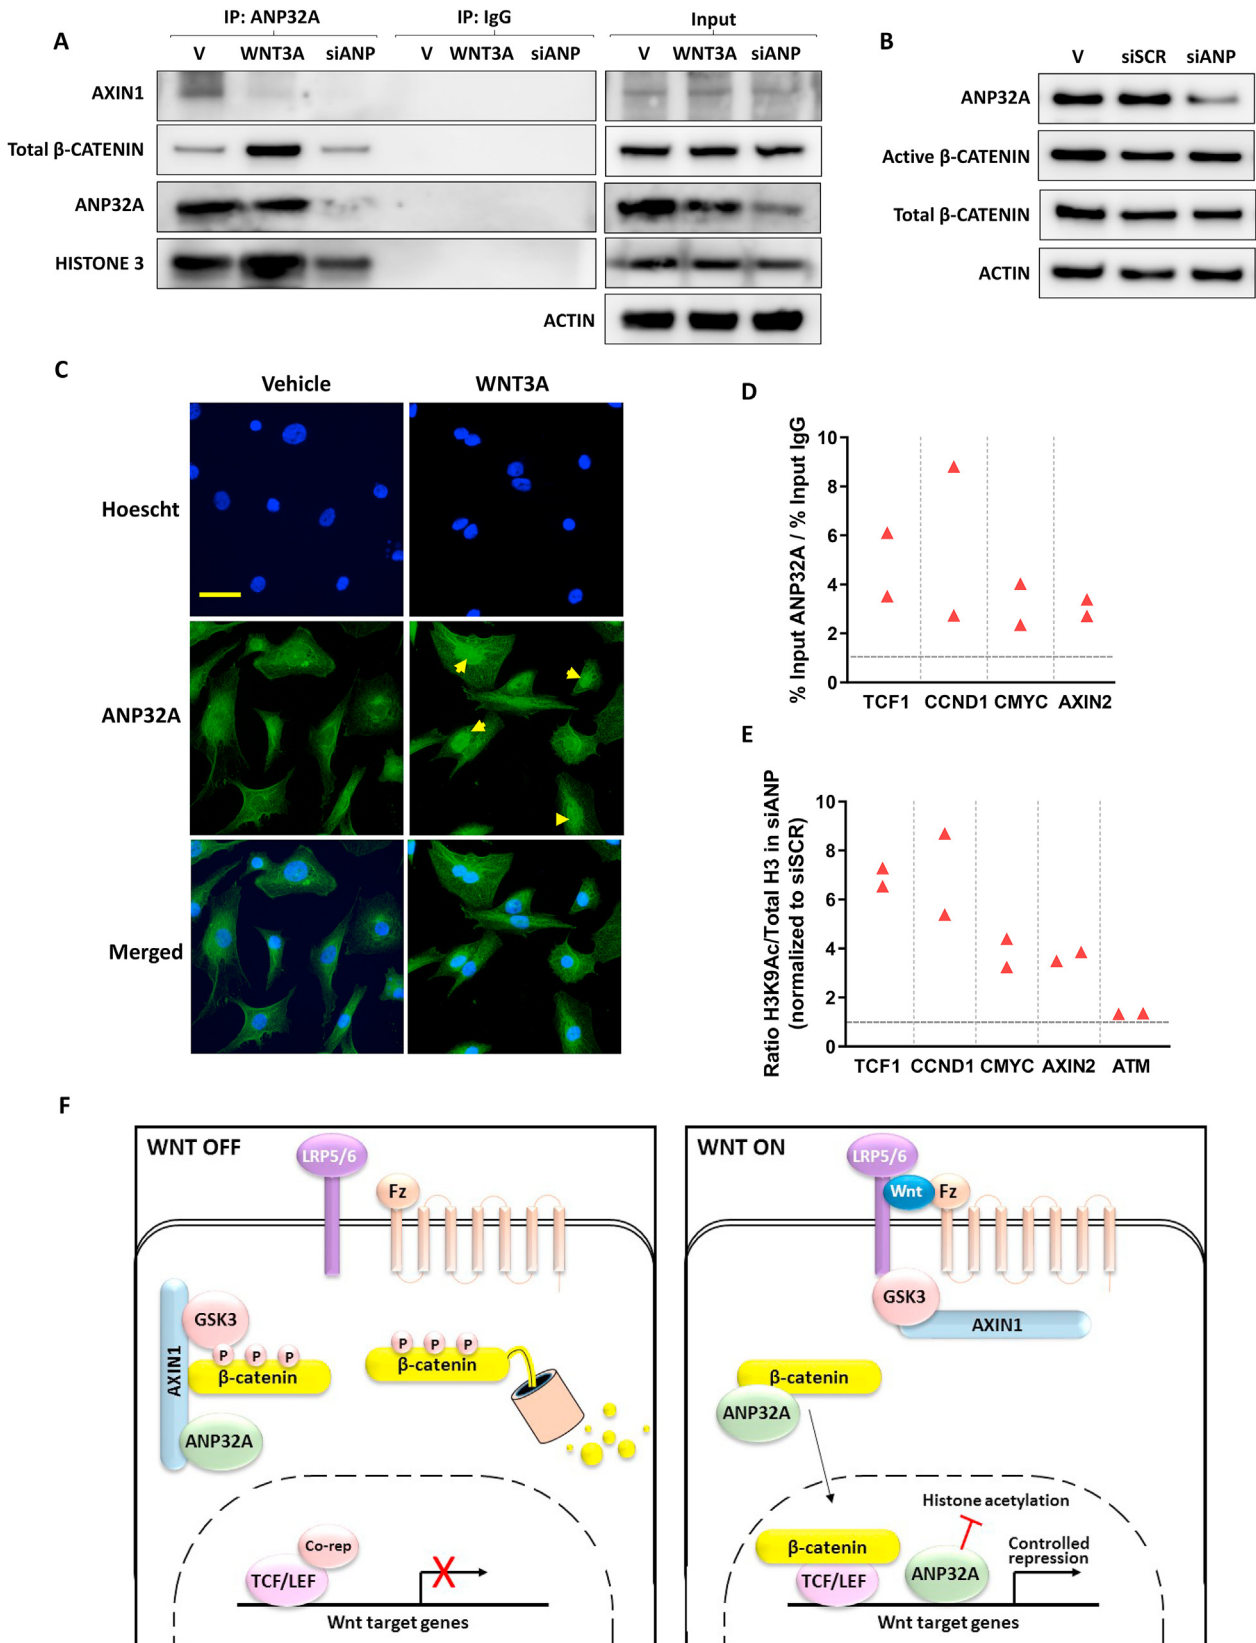 A
IP: ANP32A
IP: IgG
Input
V WNT3A siANP
V WNT3A siANP
V WNT3A siANP
AXIN1
Total β-CATENIN
ANP32A
HISTONE 3
ACTIN
B
V siSCR siANP
ANP32A
Active β-CATENIN
Total β-CATENIN
ACTIN
C
Vehicle
WNT3A
Hoescht
ANP32A
Merged
D
% Input ANP32A / % Input IgG
10
8
6
4
2
0
TCF1 CCND1 CMYC AXIN2
E
Ratio H3K9Ac/Total H3 in siANP
(normalized to siSCR)
10
8
6
4
2
0
TCF1 CCND1 CMYC AXIN2 ATM
F
WNT OFF
LRP5/6
Fz
AXIN1
GSK3
P P P
β-catenin
ANP32A
P P P
β-catenin
Co-rep
TCF/LEF
X
Wnt target genes
WNT ON
LRP5/6
Wnt
Fz
GSK3
AXIN1
β-catenin
ANP32A
Histone acetylation
β-catenin
TCF/LEF
ANP32A
Controlled
repression
Wnt target genes